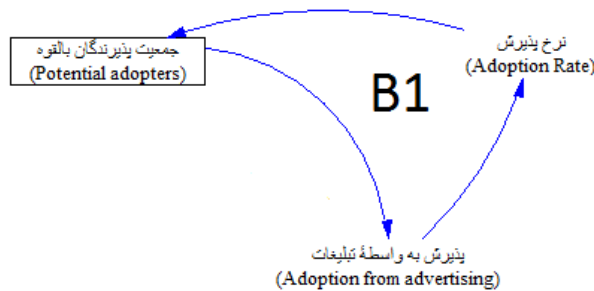 جمعیت پذیرندگان بالقوه
(Potential adopters)
نرخ پذیرش
(Adoption Rate)
B1
پذیرش به واسطهٔ تبلیغات
(Adoption from advertising)